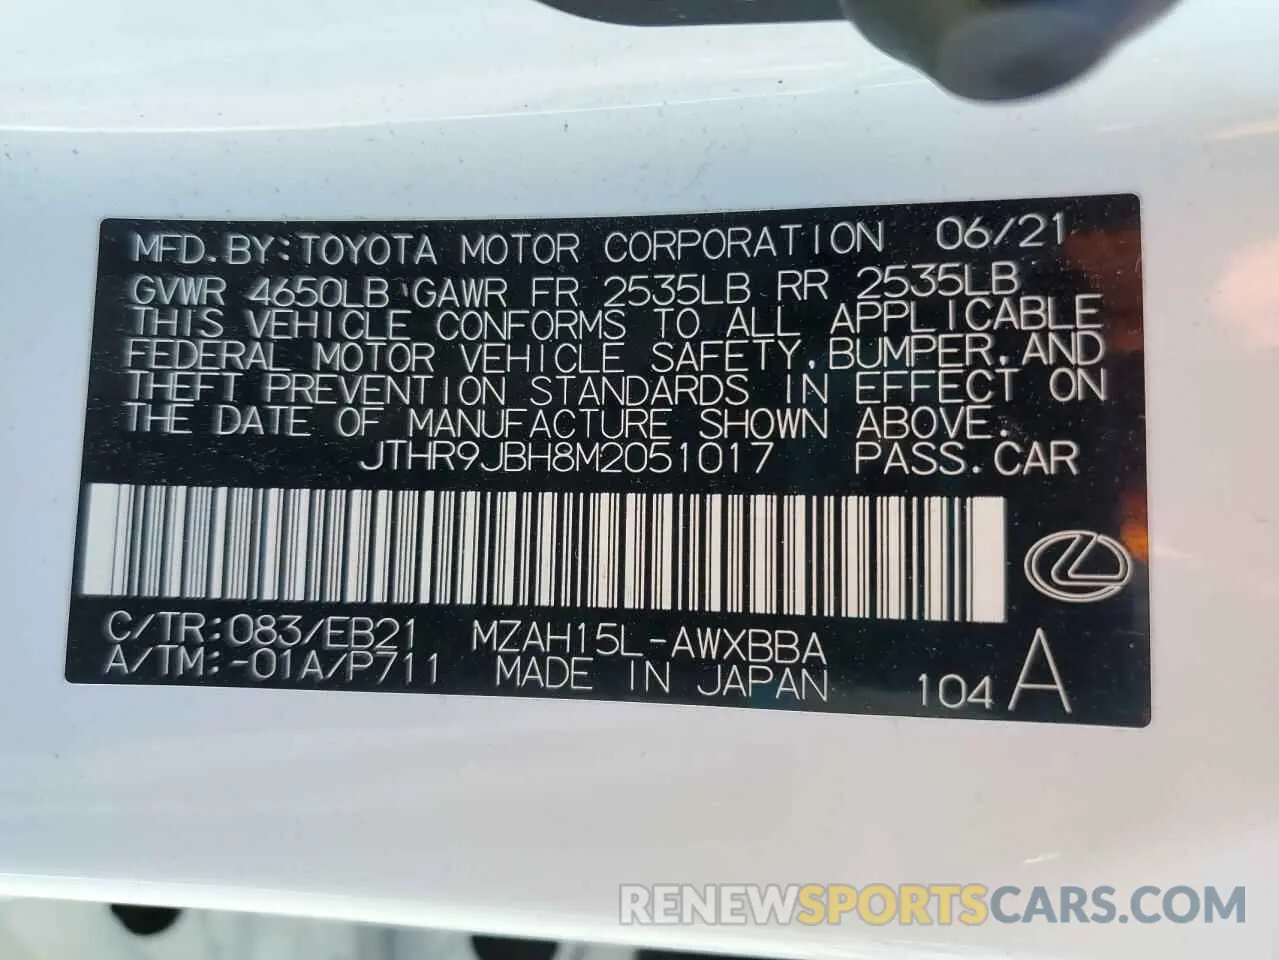 MFD.BY:TOYOTA MOTOR CORPORATION 06/21
GVWR 4650LB GAWR FR 2535LB RR 2535LB
THIS VEHICLE CONFORMS TO ALL APPLICABLE
FEDERAL MOTOR VEHICLE SAFETY,BUMPER,AND
THEFT PREVENTION STANDARDS IN EFFECT ON
THE DATE OF MANUFACTURE SHOWN ABOVE.
JTHR9JBH8M2051017 PASS.CAR
C/TR:083/EB21 MZAH15L-AWXBBA
A/TM:-01A/P711 MADE IN JAPAN 104 A
RENEWSPORTSCARS.COM